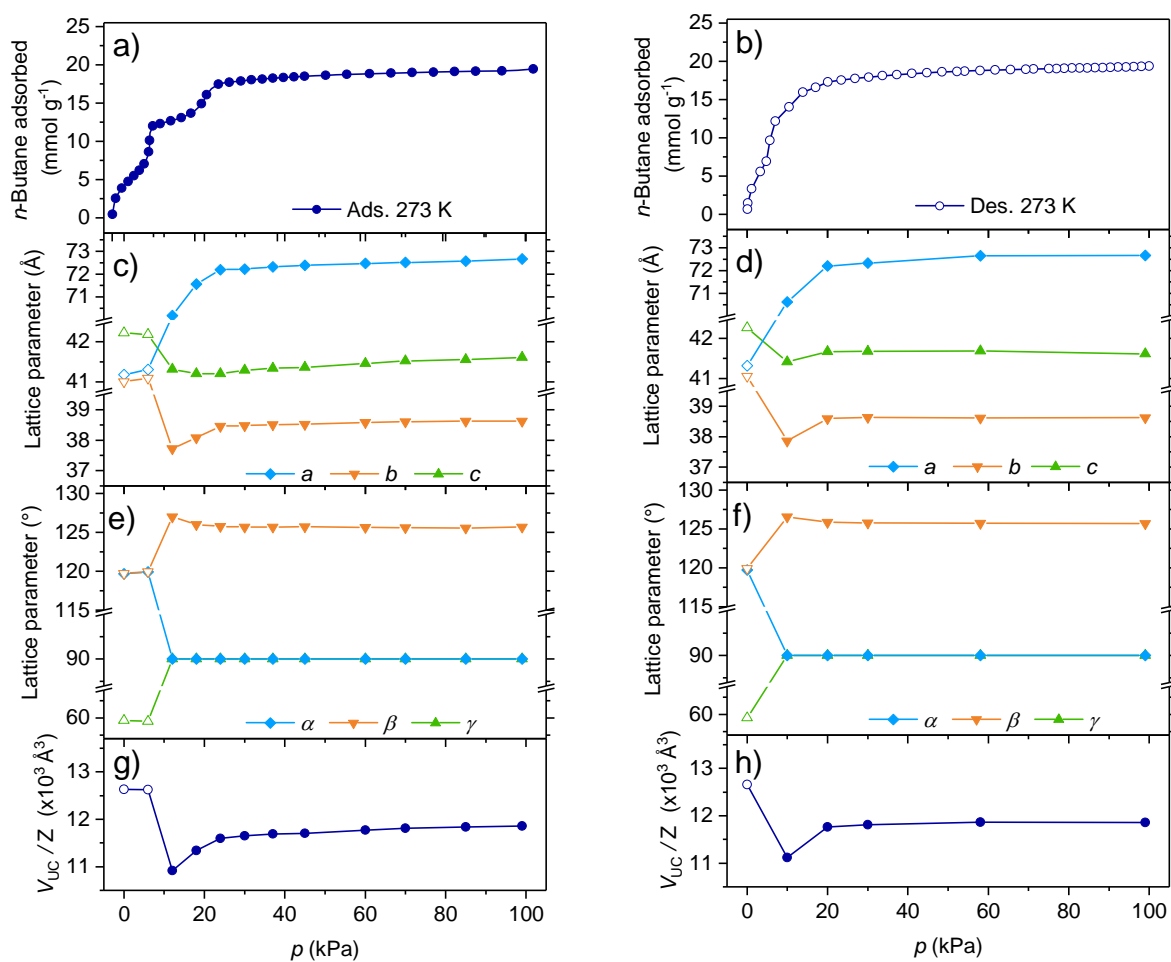 a)
n-Butane adsorbed
(mmol g⁻¹)
25
20
15
10
5
0
Ads. 273 K
b)
n-Butane adsorbed
(mmol g⁻¹)
25
20
15
10
5
0
Des. 273 K
c)
Lattice parameter (Å)
73
72
71
42
41
39
38
37
a b c
d)
Lattice parameter (Å)
73
72
71
42
41
39
38
37
a b c
e)
Lattice parameter (°)
130
125
120
115
90
60
α β γ
f)
Lattice parameter (°)
130
125
120
115
90
60
α β γ
g)
V_UC / Z (x10³ Å³)
13
12
11
0 20 40 60 80 100
p (kPa)
h)
V_UC / Z (x10³ Å³)
13
12
11
0 20 40 60 80 100
p (kPa)